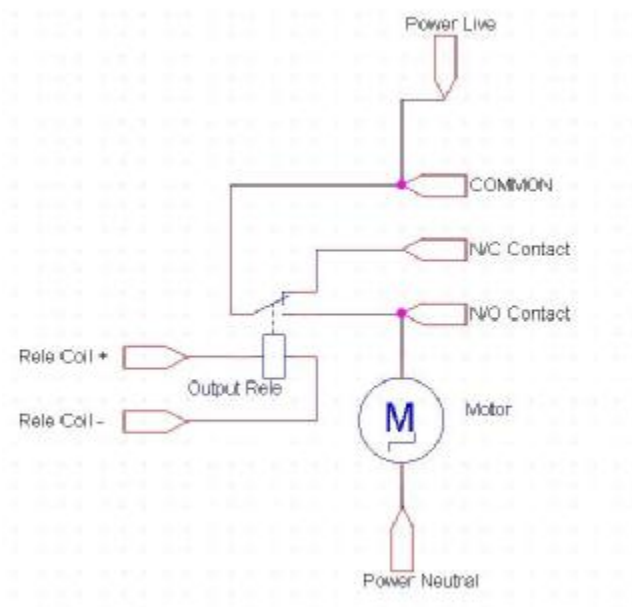 Power Live
COMMON
N/C Contact
N/O Contact
Rele Coil +
Output Rele
Rele Coil -
M
Motor
Power Neutral